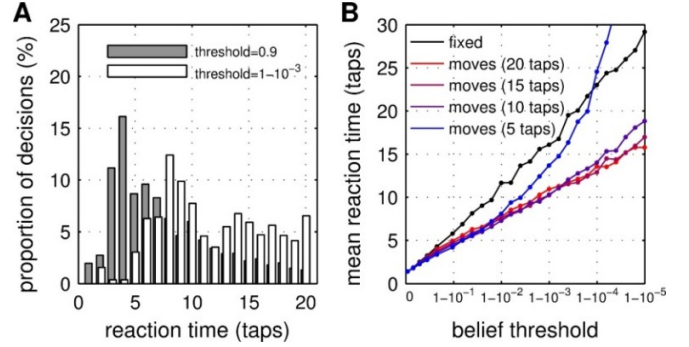 A
25
20
15
10
5
0
proportion of decisions (%)
threshold=0.9
threshold=1−10⁻³
0 5 10 15 20
reaction time (taps)
B
30
25
20
15
10
5
0
mean reaction time (taps)
fixed
moves (20 taps)
moves (15 taps)
moves (10 taps)
moves (5 taps)
0 1−10⁻¹ 1−10⁻² 1−10⁻³ 1−10⁻⁴ 1−10⁻⁵
belief threshold